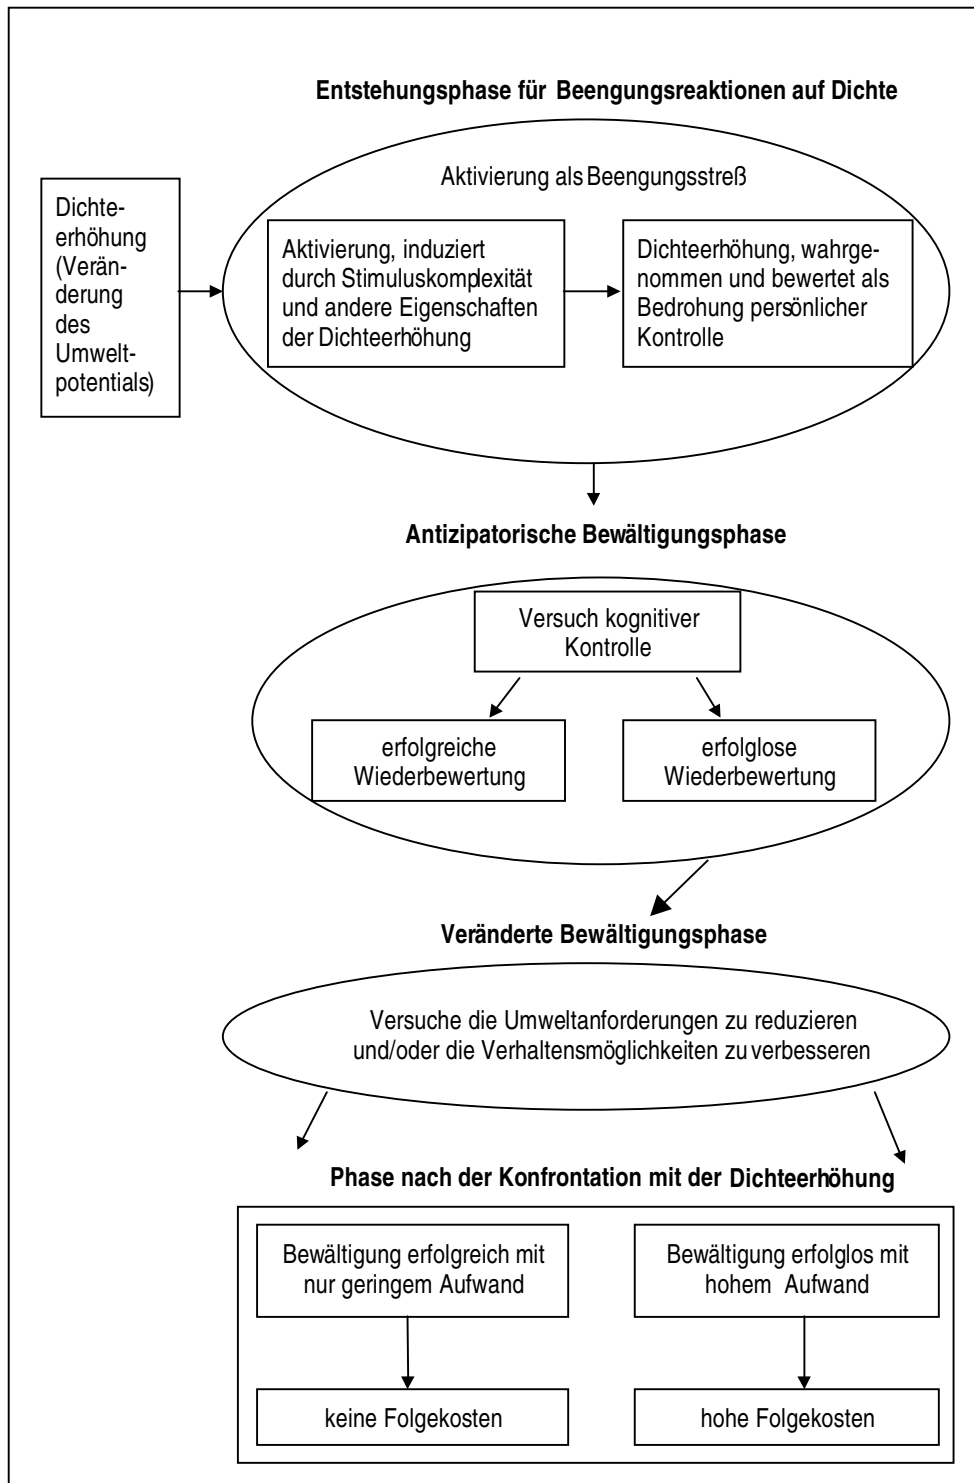 Entstehungsphase für Beengungsreaktionen auf Dichte
Aktivierung als Beengungsstreß
Dichte-
erhöhung
(Verän-
derung
des
Umwelt-
potentials)
Aktivierung, induziert
durch Stimuluskomplexität
und andere Eigenschaften
der Dichteerhöhung
Dichteerhöhung, wahrge-
nommen und bewertet als
Bedrohung persönlicher
Kontrolle
Antizipatorische Bewältigungsphase
Versuch kognitiver
Kontrolle
erfolgreiche
Wiederbewertung
erfolglose
Wiederbewertung
Veränderte Bewältigungsphase
Versuche die Umweltanforderungen zu reduzieren
und/oder die Verhaltensmöglichkeiten zu verbesseren
Phase nach der Konfrontation mit der Dichteerhöhung
Bewältigung erfolgreich mit
nur geringem Aufwand
Bewältigung erfolglos mit
hohem Aufwand
keine Folgekosten
hohe Folgekosten